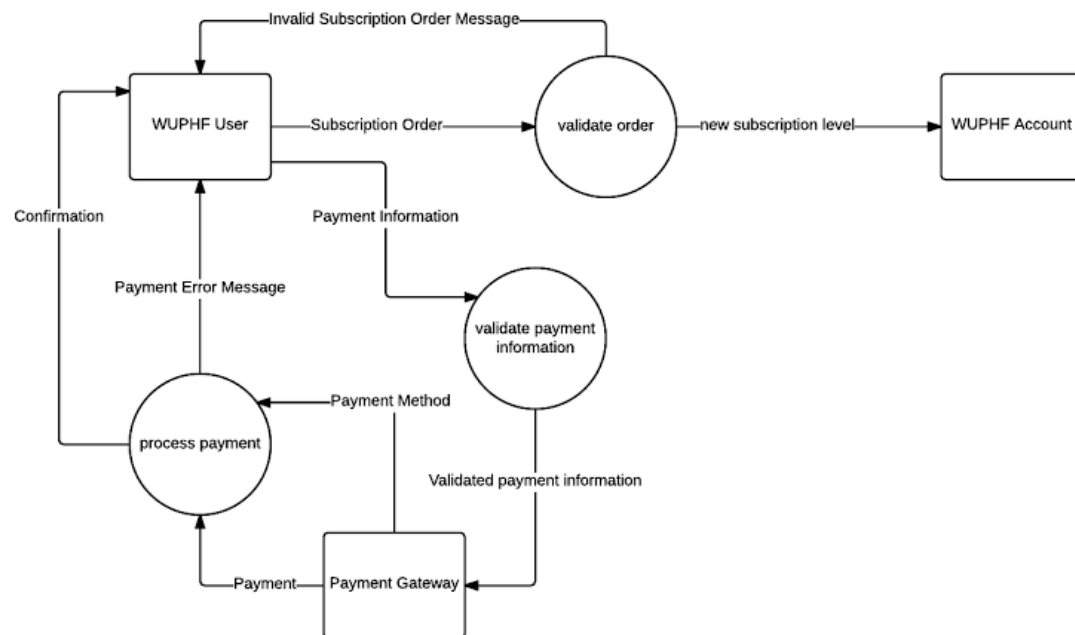 Invalid Subscription Order Message
WUPHF User
Subscription Order
validate order
new subscription level
WUPHF Account
Confirmation
Payment Information
Payment Error Message
validate payment
information
Payment Method
process payment
Validated payment information
Payment
Payment Gateway